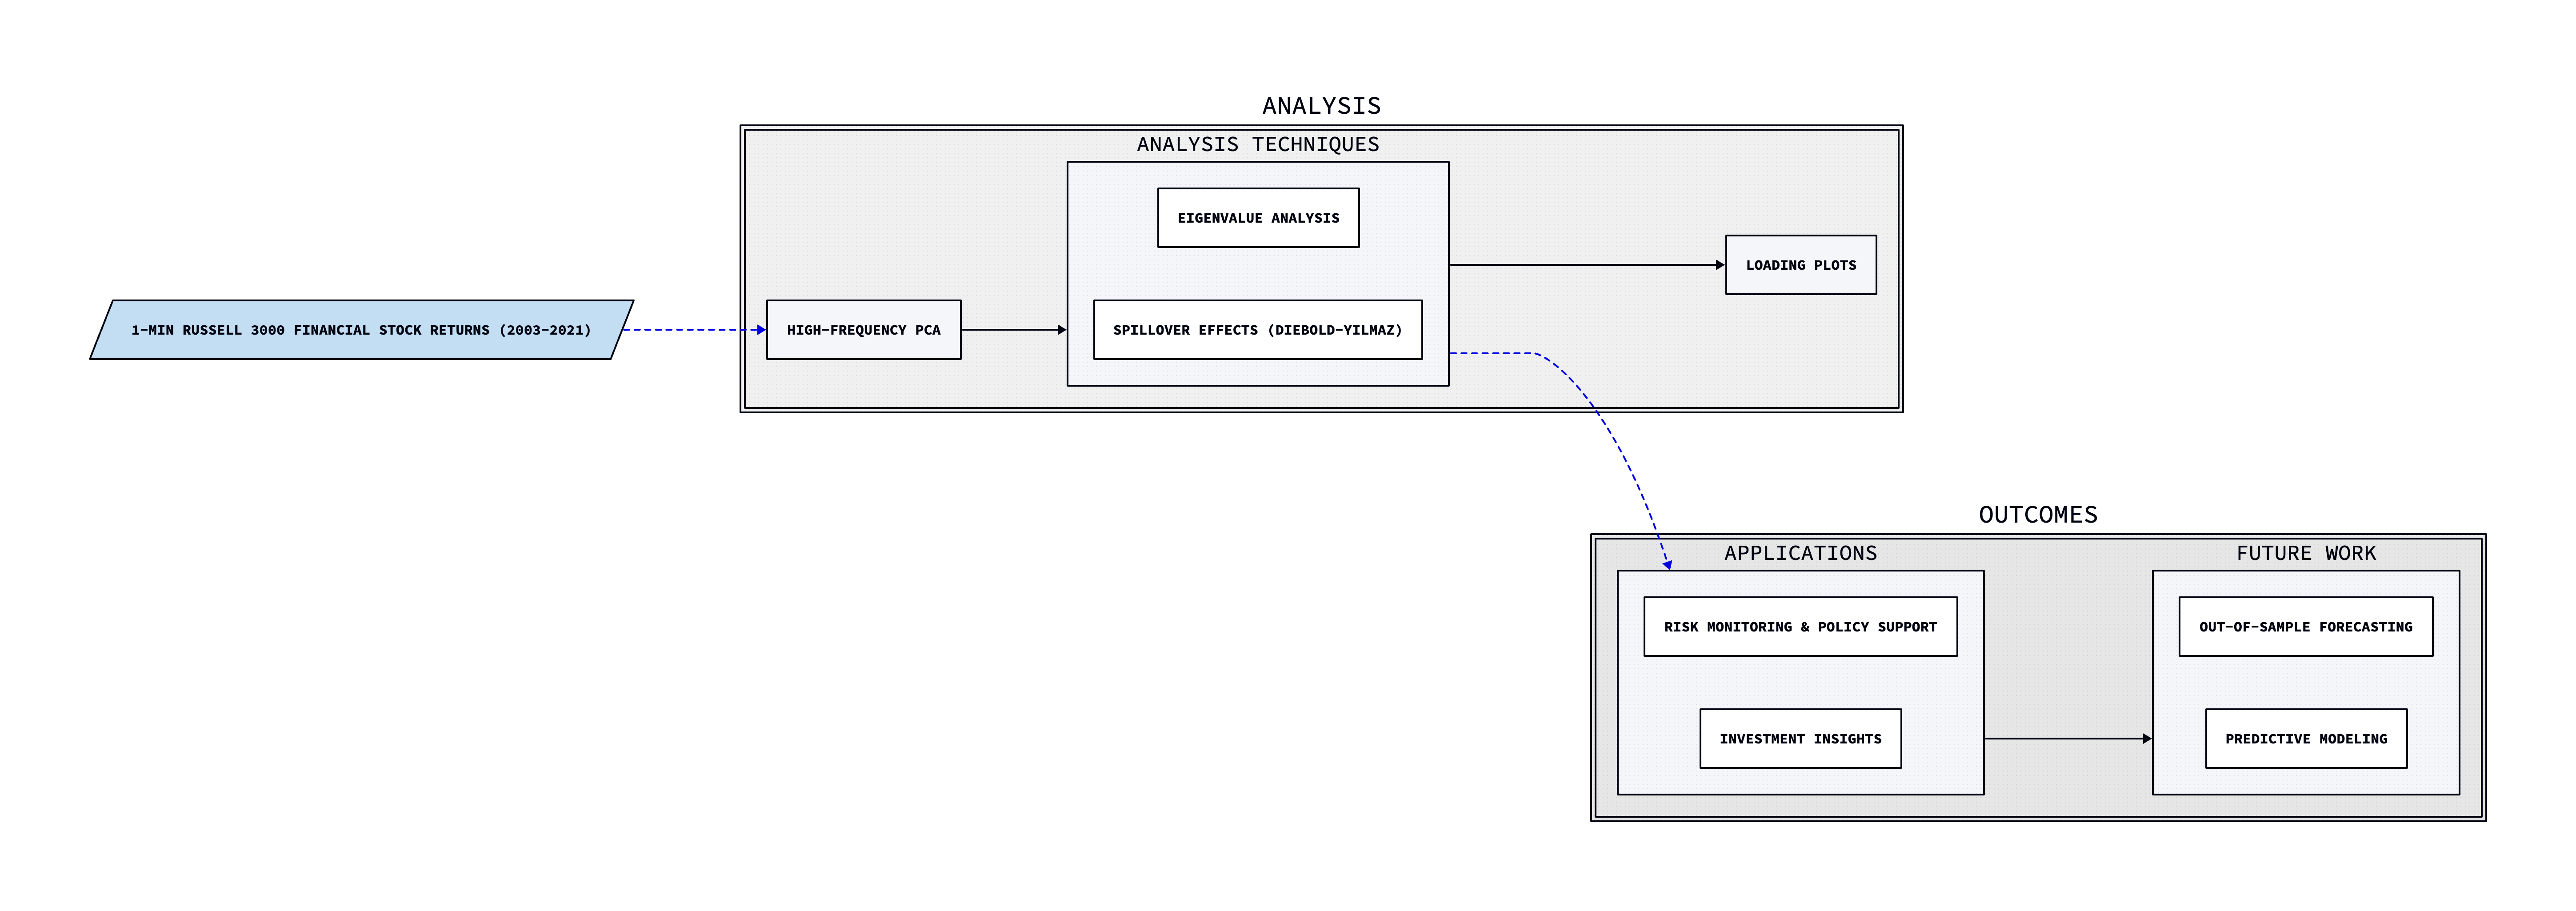 ANALYSIS
ANALYSIS TECHNIQUES
EIGENVALUE ANALYSIS
LOADING PLOTS
1-MIN RUSSELL 3000 FINANCIAL STOCK RETURNS (2003-2021)
HIGH-FREQUENCY PCA
SPILLOVER EFFECTS (DIEBOLD-YILMAZ)
OUTCOMES
APPLICATIONS
FUTURE WORK
RISK MONITORING & POLICY SUPPORT
OUT-OF-SAMPLE FORECASTING
INVESTMENT INSIGHTS
PREDICTIVE MODELING